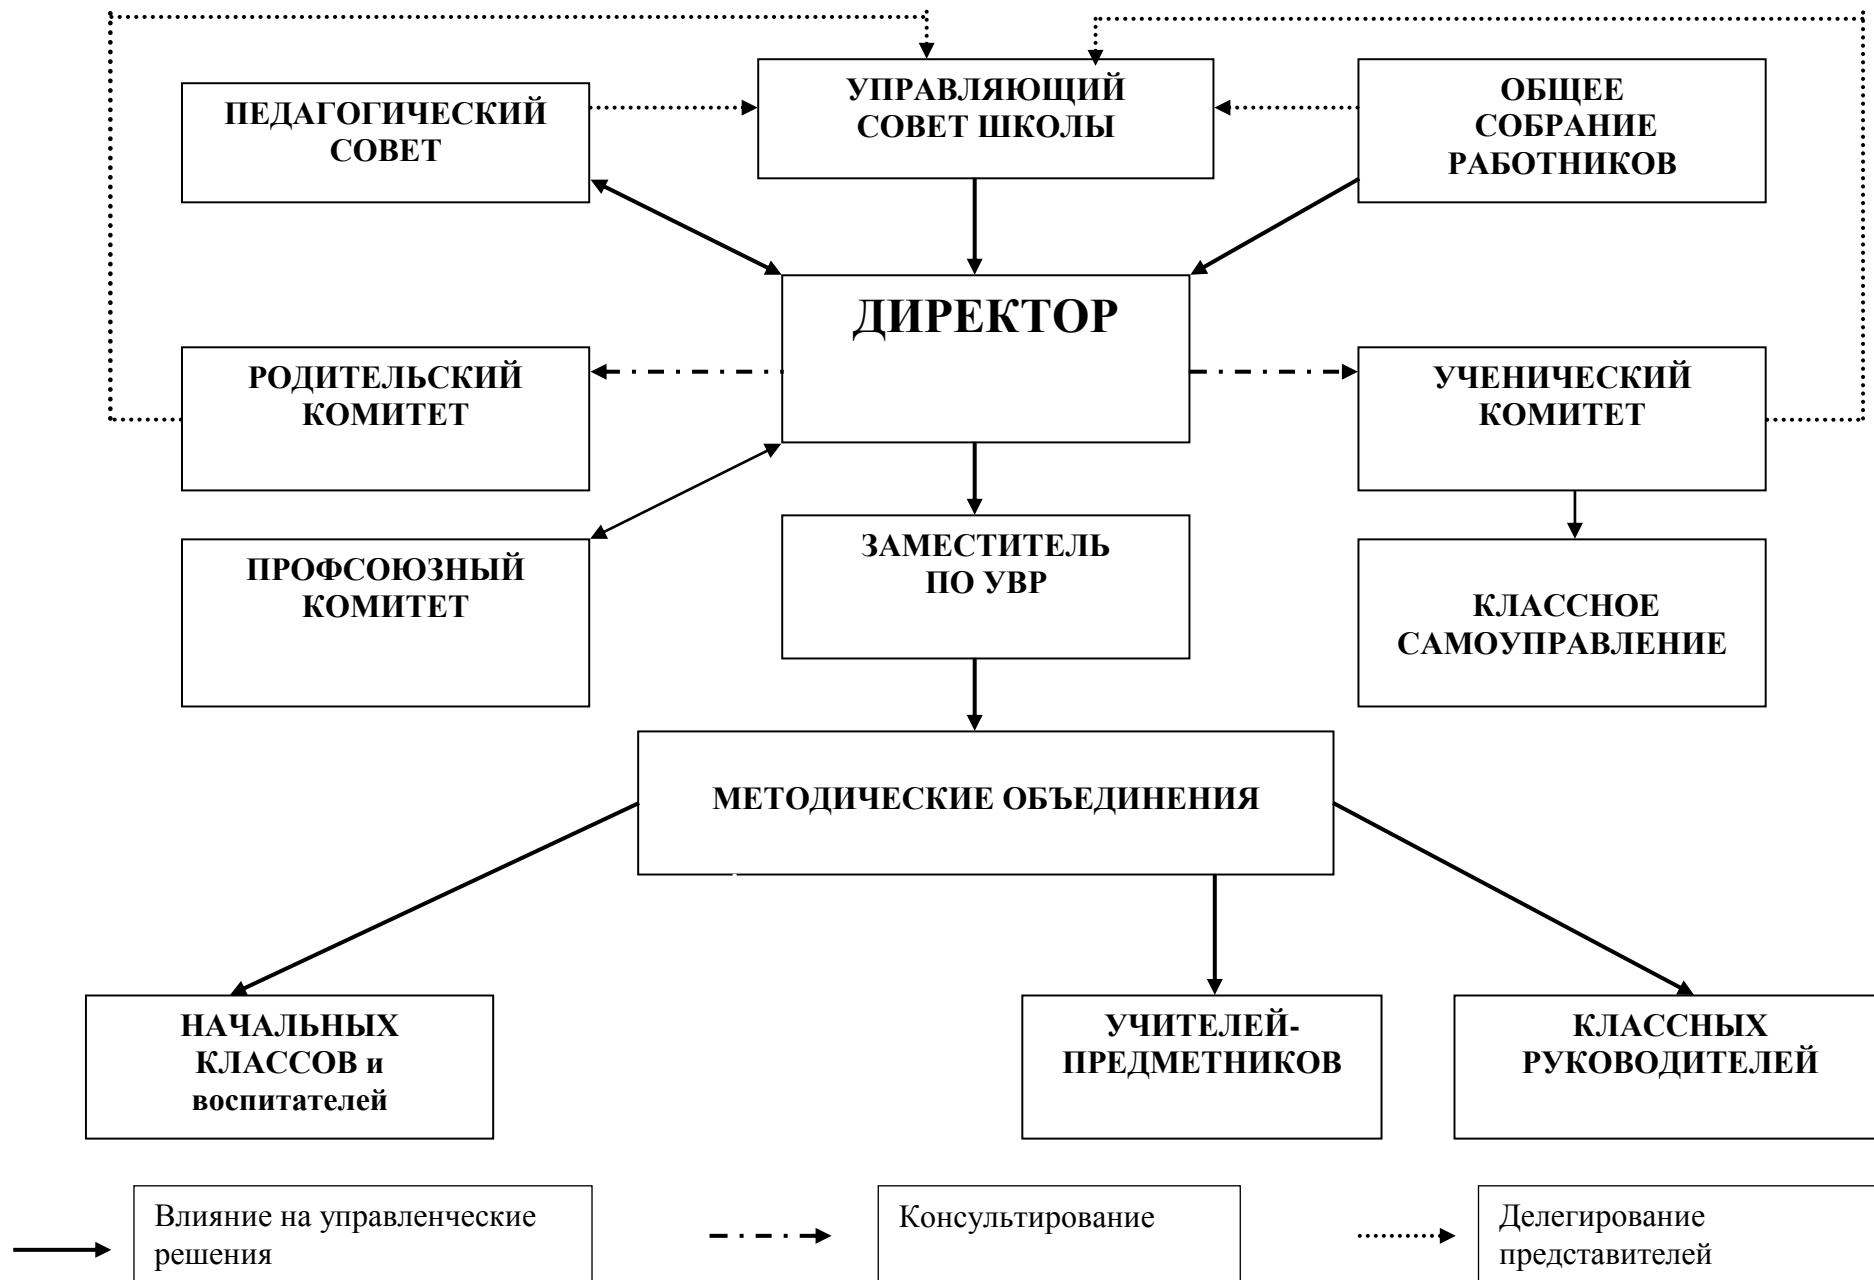 ПЕДАГОГИЧЕСКИЙ
СОВЕТ
УПРАВЛЯЮЩИЙ
СОВЕТ ШКОЛЫ
ОБЩЕЕ
СОБРАНИЕ
РАБОТНИКОВ
ДИРЕКТОР
РОДИТЕЛЬСКИЙ
КОМИТЕТ
УЧЕНИЧЕСКИЙ
КОМИТЕТ
ПРОФСОЮЗНЫЙ
КОМИТЕТ
ЗАМЕСТИТЕЛЬ
ПО УВР
КЛАССНОЕ
САМОУПРАВЛЕНИЕ
МЕТОДИЧЕСКИЕ ОБЪЕДИНЕНИЯ
НАЧАЛЬНЫХ
КЛАССОВ и
воспитателей
УЧИТЕЛЕЙ-
ПРЕДМЕТНИКОВ
КЛАССНЫХ
РУКОВОДИТЕЛЕЙ
Влияние на управленческие
решения
Консультирование
Делегирование
представителей